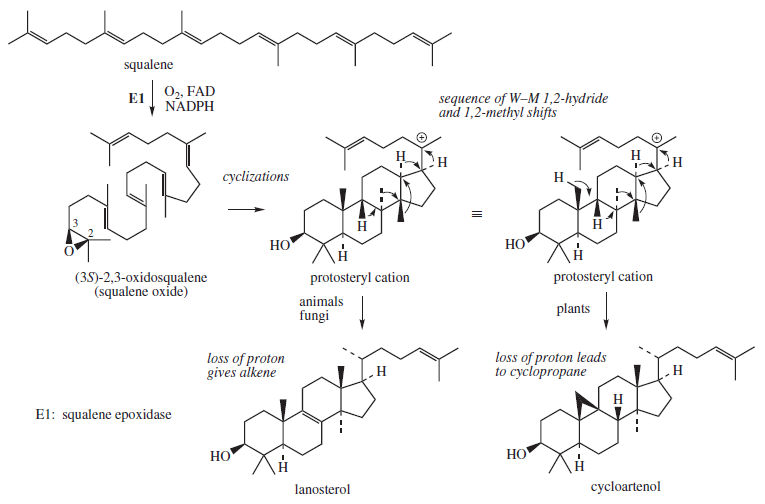 squalene
E1
O₂, FAD
NADPH
sequence of W–M 1,2-hydride
and 1,2-methyl shifts
3
2
O
(3S)-2,3-oxidosqualene
(squalene oxide)
cyclizations
⊕
H
H
H
HO
H
protosteryl cation
≡
⊕
H
H
H
H
HO
H
protosteryl cation
animals
fungi
plants
loss of proton
gives alkene
H
HO
H
lanosterol
loss of proton leads
to cyclopropane
H
H
HO
H
cycloartenol
E1: squalene epoxidase